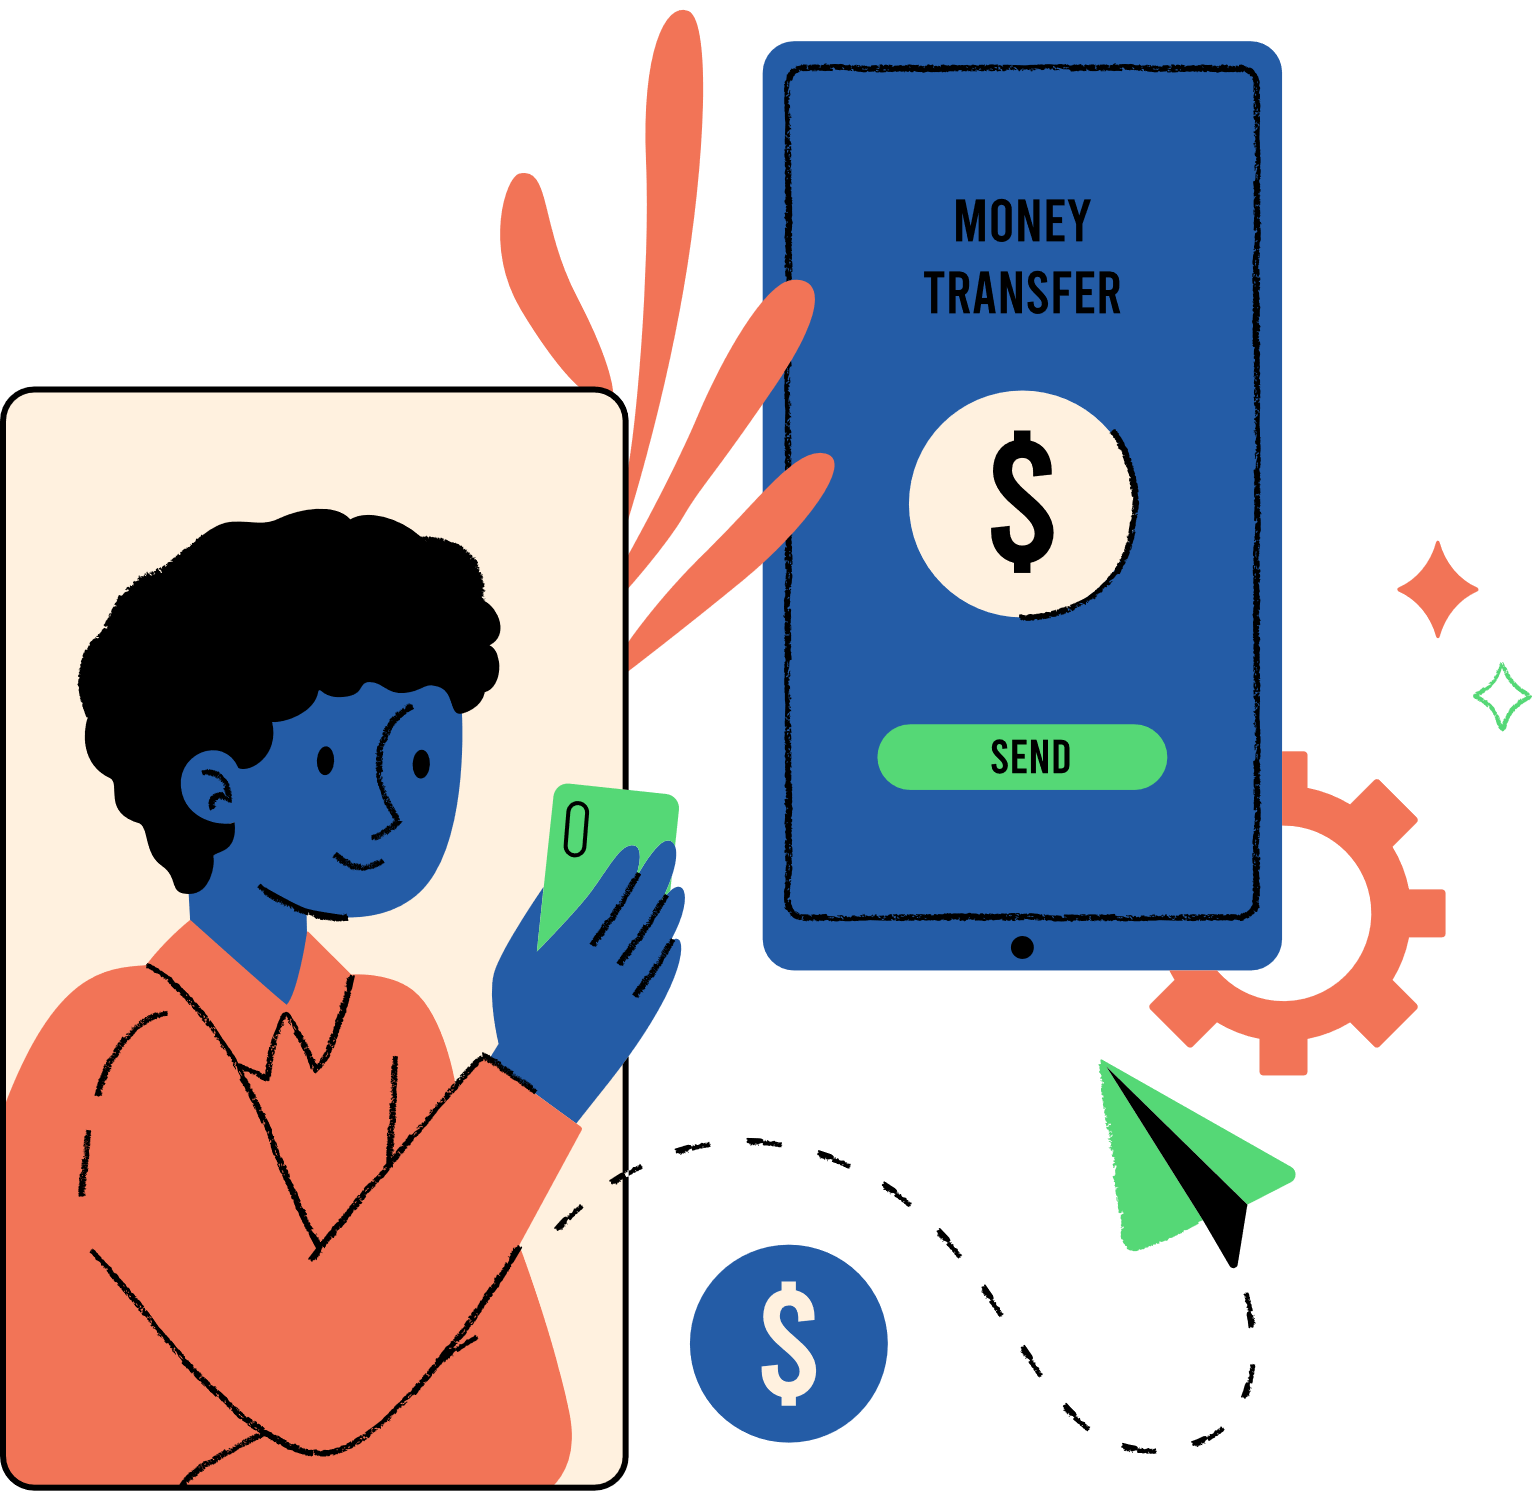 MONEY
TRANSFER
$
SEND
$